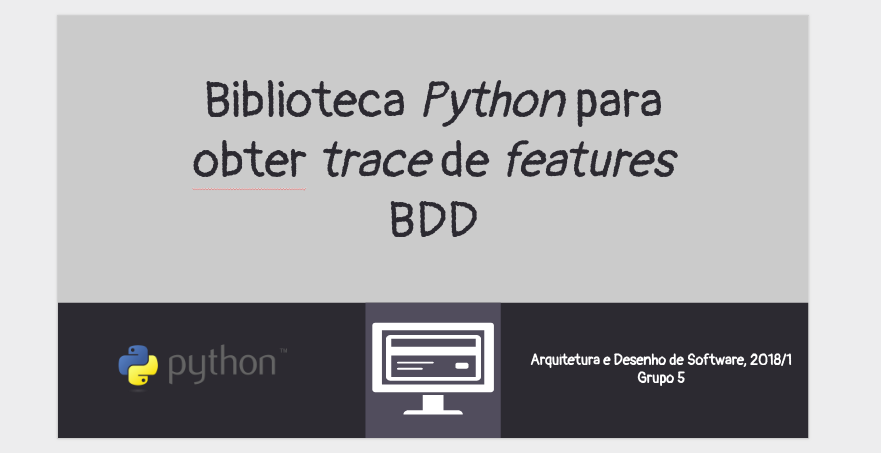 Biblioteca Python para
obter trace de features
BDD
python™
Arquitetura e Desenho de Software, 2018/1
Grupo 5